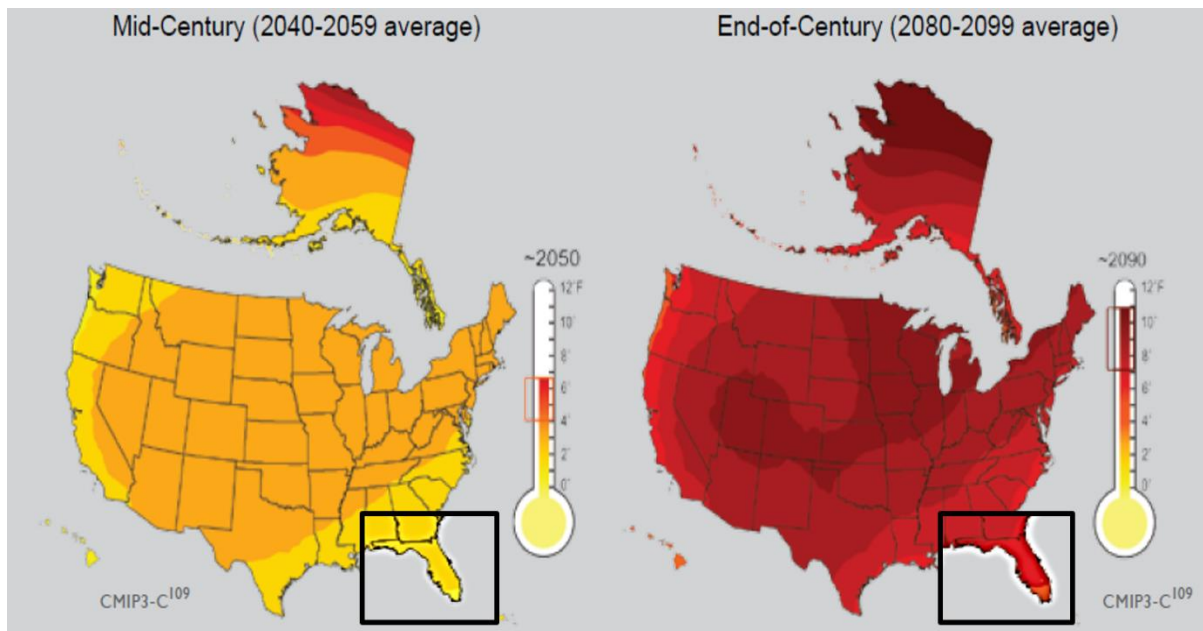 Mid-Century (2040-2059 average)
End-of-Century (2080-2099 average)
~2050
12°F
10°
8°
6°
4°
2°
0°
~2090
12°F
10°
8°
6°
4°
2°
0°
CMIP3-C109
CMIP3-C109